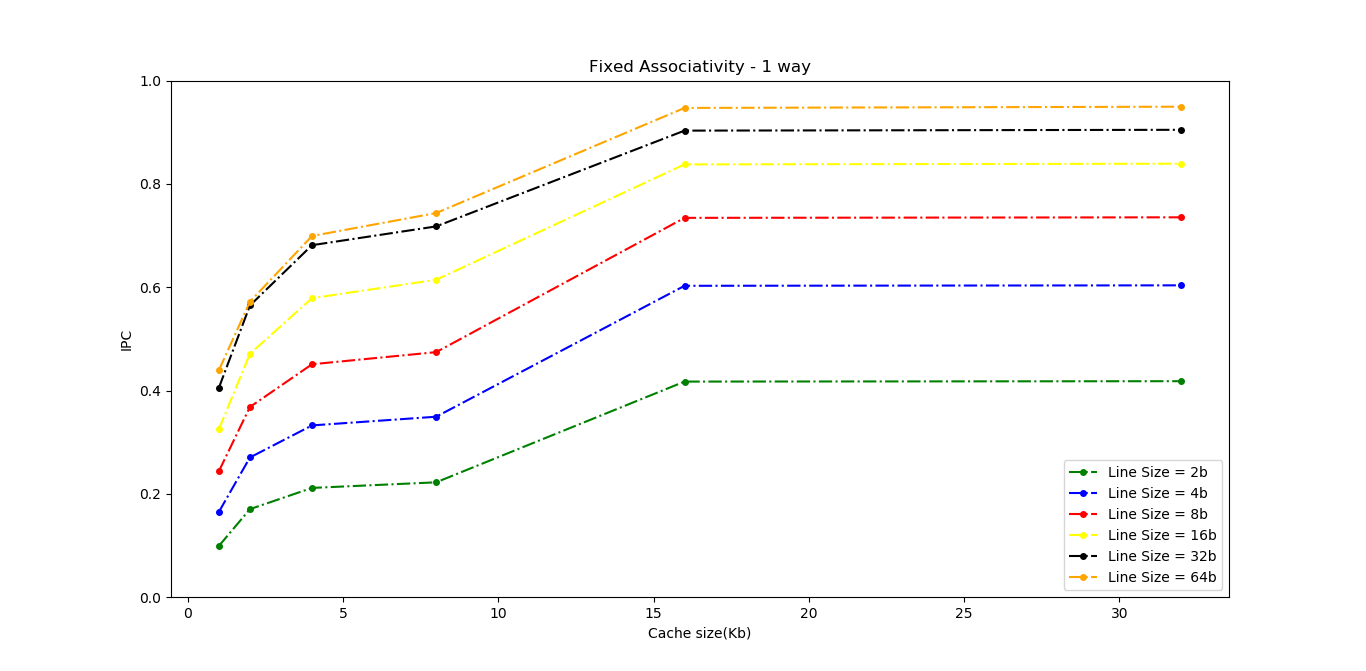 Fixed Associativity - 1 way
1.0
0.8
0.6
0.4
0.2
0.0
IPC
0 5 10 15 20 25 30
Cache size(Kb)
Line Size = 2b
Line Size = 4b
Line Size = 8b
Line Size = 16b
Line Size = 32b
Line Size = 64b